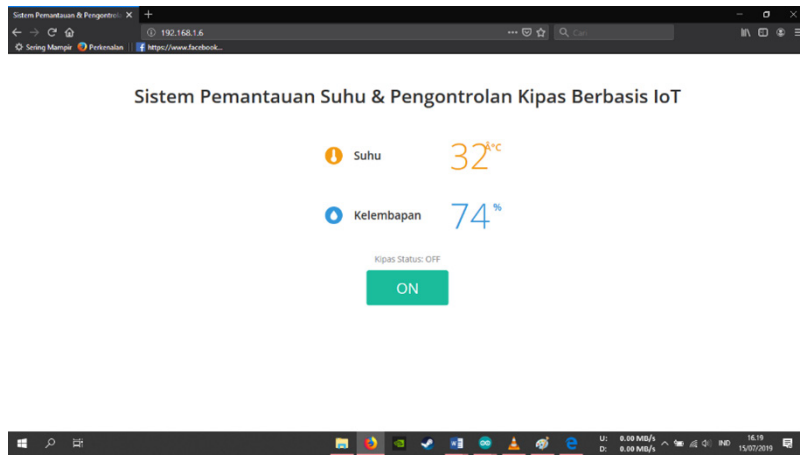 Sistem Pemantauan & Pengontrola
192.168.1.6
Cari
Sering Mampir Perkenalan https://www.facebook...
Sistem Pemantauan Suhu & Pengontrolan Kipas Berbasis IoT
Suhu 32°C
Kelembapan 74%
Kipas Status: OFF
ON
U: 0.00 MB/s
D: 0.00 MB/s
IND
16.19
15/07/2019